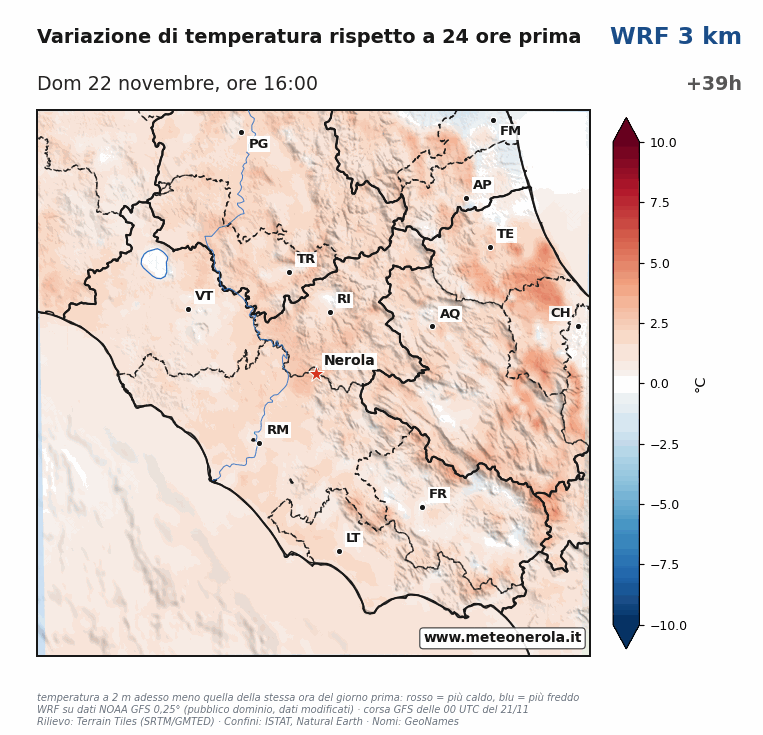 Variazione di temperatura rispetto a 24 ore prima
WRF 3 km
Dom 22 novembre, ore 16:00
+39h
FM
PG
AP
TE
TR
VT
RI
AQ
CH
Nerola
RM
FR
LT
www.meteonerola.it
10.0
7.5
5.0
2.5
0.0
−2.5
−5.0
−7.5
−10.0
°C
temperatura a 2 m adesso meno quella della stessa ora del giorno prima: rosso = più caldo, blu = più freddo
WRF su dati NOAA GFS 0,25° (pubblico dominio, dati modificati) · corsa GFS delle 00 UTC del 21/11
Rilievo: Terrain Tiles (SRTM/GMTED) · Confini: ISTAT, Natural Earth · Nomi: GeoNames